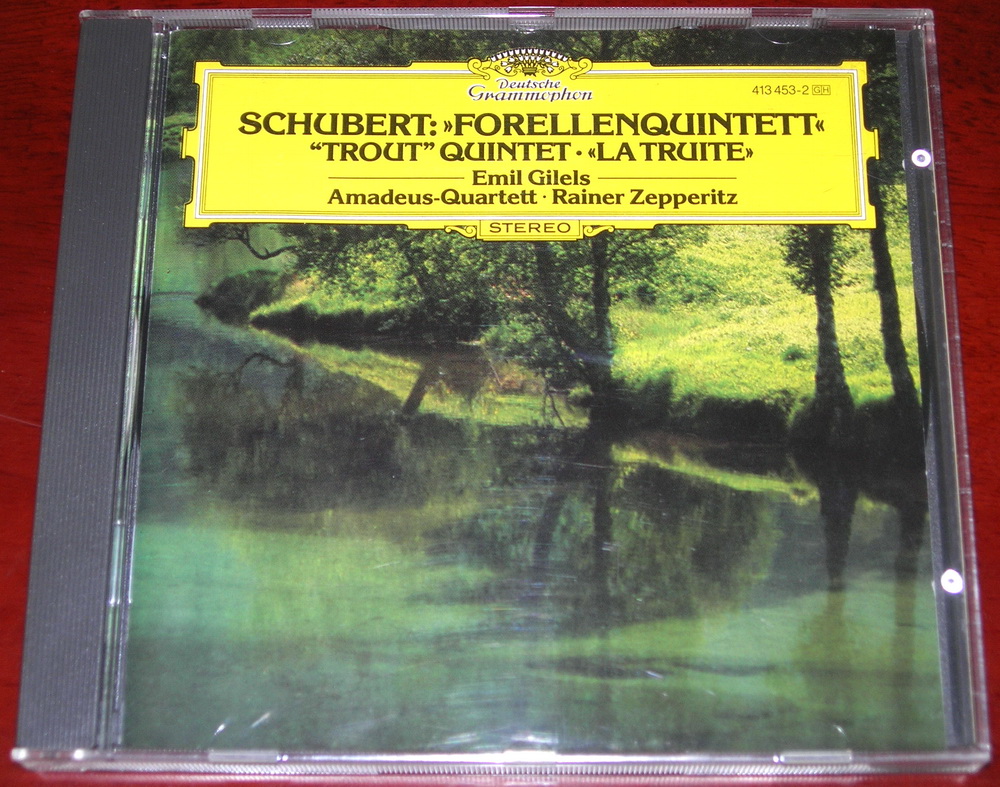 Deutsche
Grammophon
413 453-2 GH
SCHUBERT: »FORELLENQUINTETT«
“TROUT” QUINTET · «LA TRUITE»
Emil Gilels
Amadeus-Quartett · Rainer Zepperitz
STEREO